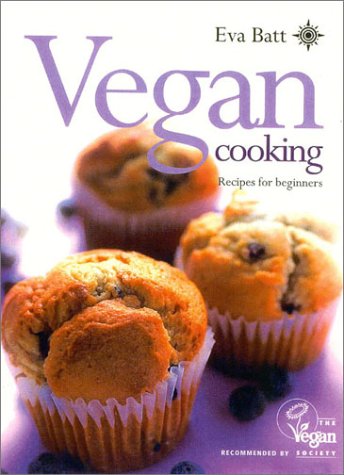 Eva Batt
Vegan
cooking
Recipes for beginners
THE
Vegan
RECOMMENDED BY SOCIETY